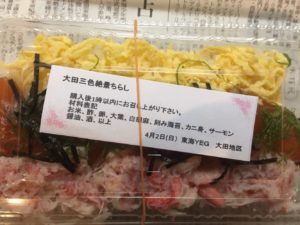 大田三色絶景ちらし
購入後1時以内にお召し上がり下さい。
材料表記
お米、酢、卵、大葉、白胡麻、刻み海苔、カニ身、サーモン
醤油、酒、以上
4月2日(日) 東海YEG 大田地区